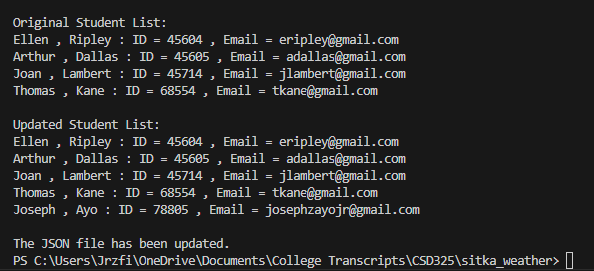 Original Student List:
Ellen , Ripley : ID = 45604 , Email = eripley@gmail.com
Arthur , Dallas : ID = 45605 , Email = adallas@gmail.com
Joan , Lambert : ID = 45714 , Email = jlambert@gmail.com
Thomas , Kane : ID = 68554 , Email = tkane@gmail.com
Updated Student List:
Ellen , Ripley : ID = 45604 , Email = eripley@gmail.com
Arthur , Dallas : ID = 45605 , Email = adallas@gmail.com
Joan , Lambert : ID = 45714 , Email = jlambert@gmail.com
Thomas , Kane : ID = 68554 , Email = tkane@gmail.com
Joseph , Ayo : ID = 78805 , Email = josephzayojr@gmail.com
The JSON file has been updated.
PS C:\Users\Jrzfi\OneDrive\Documents\College Transcripts\CSD325\sitka_weather>